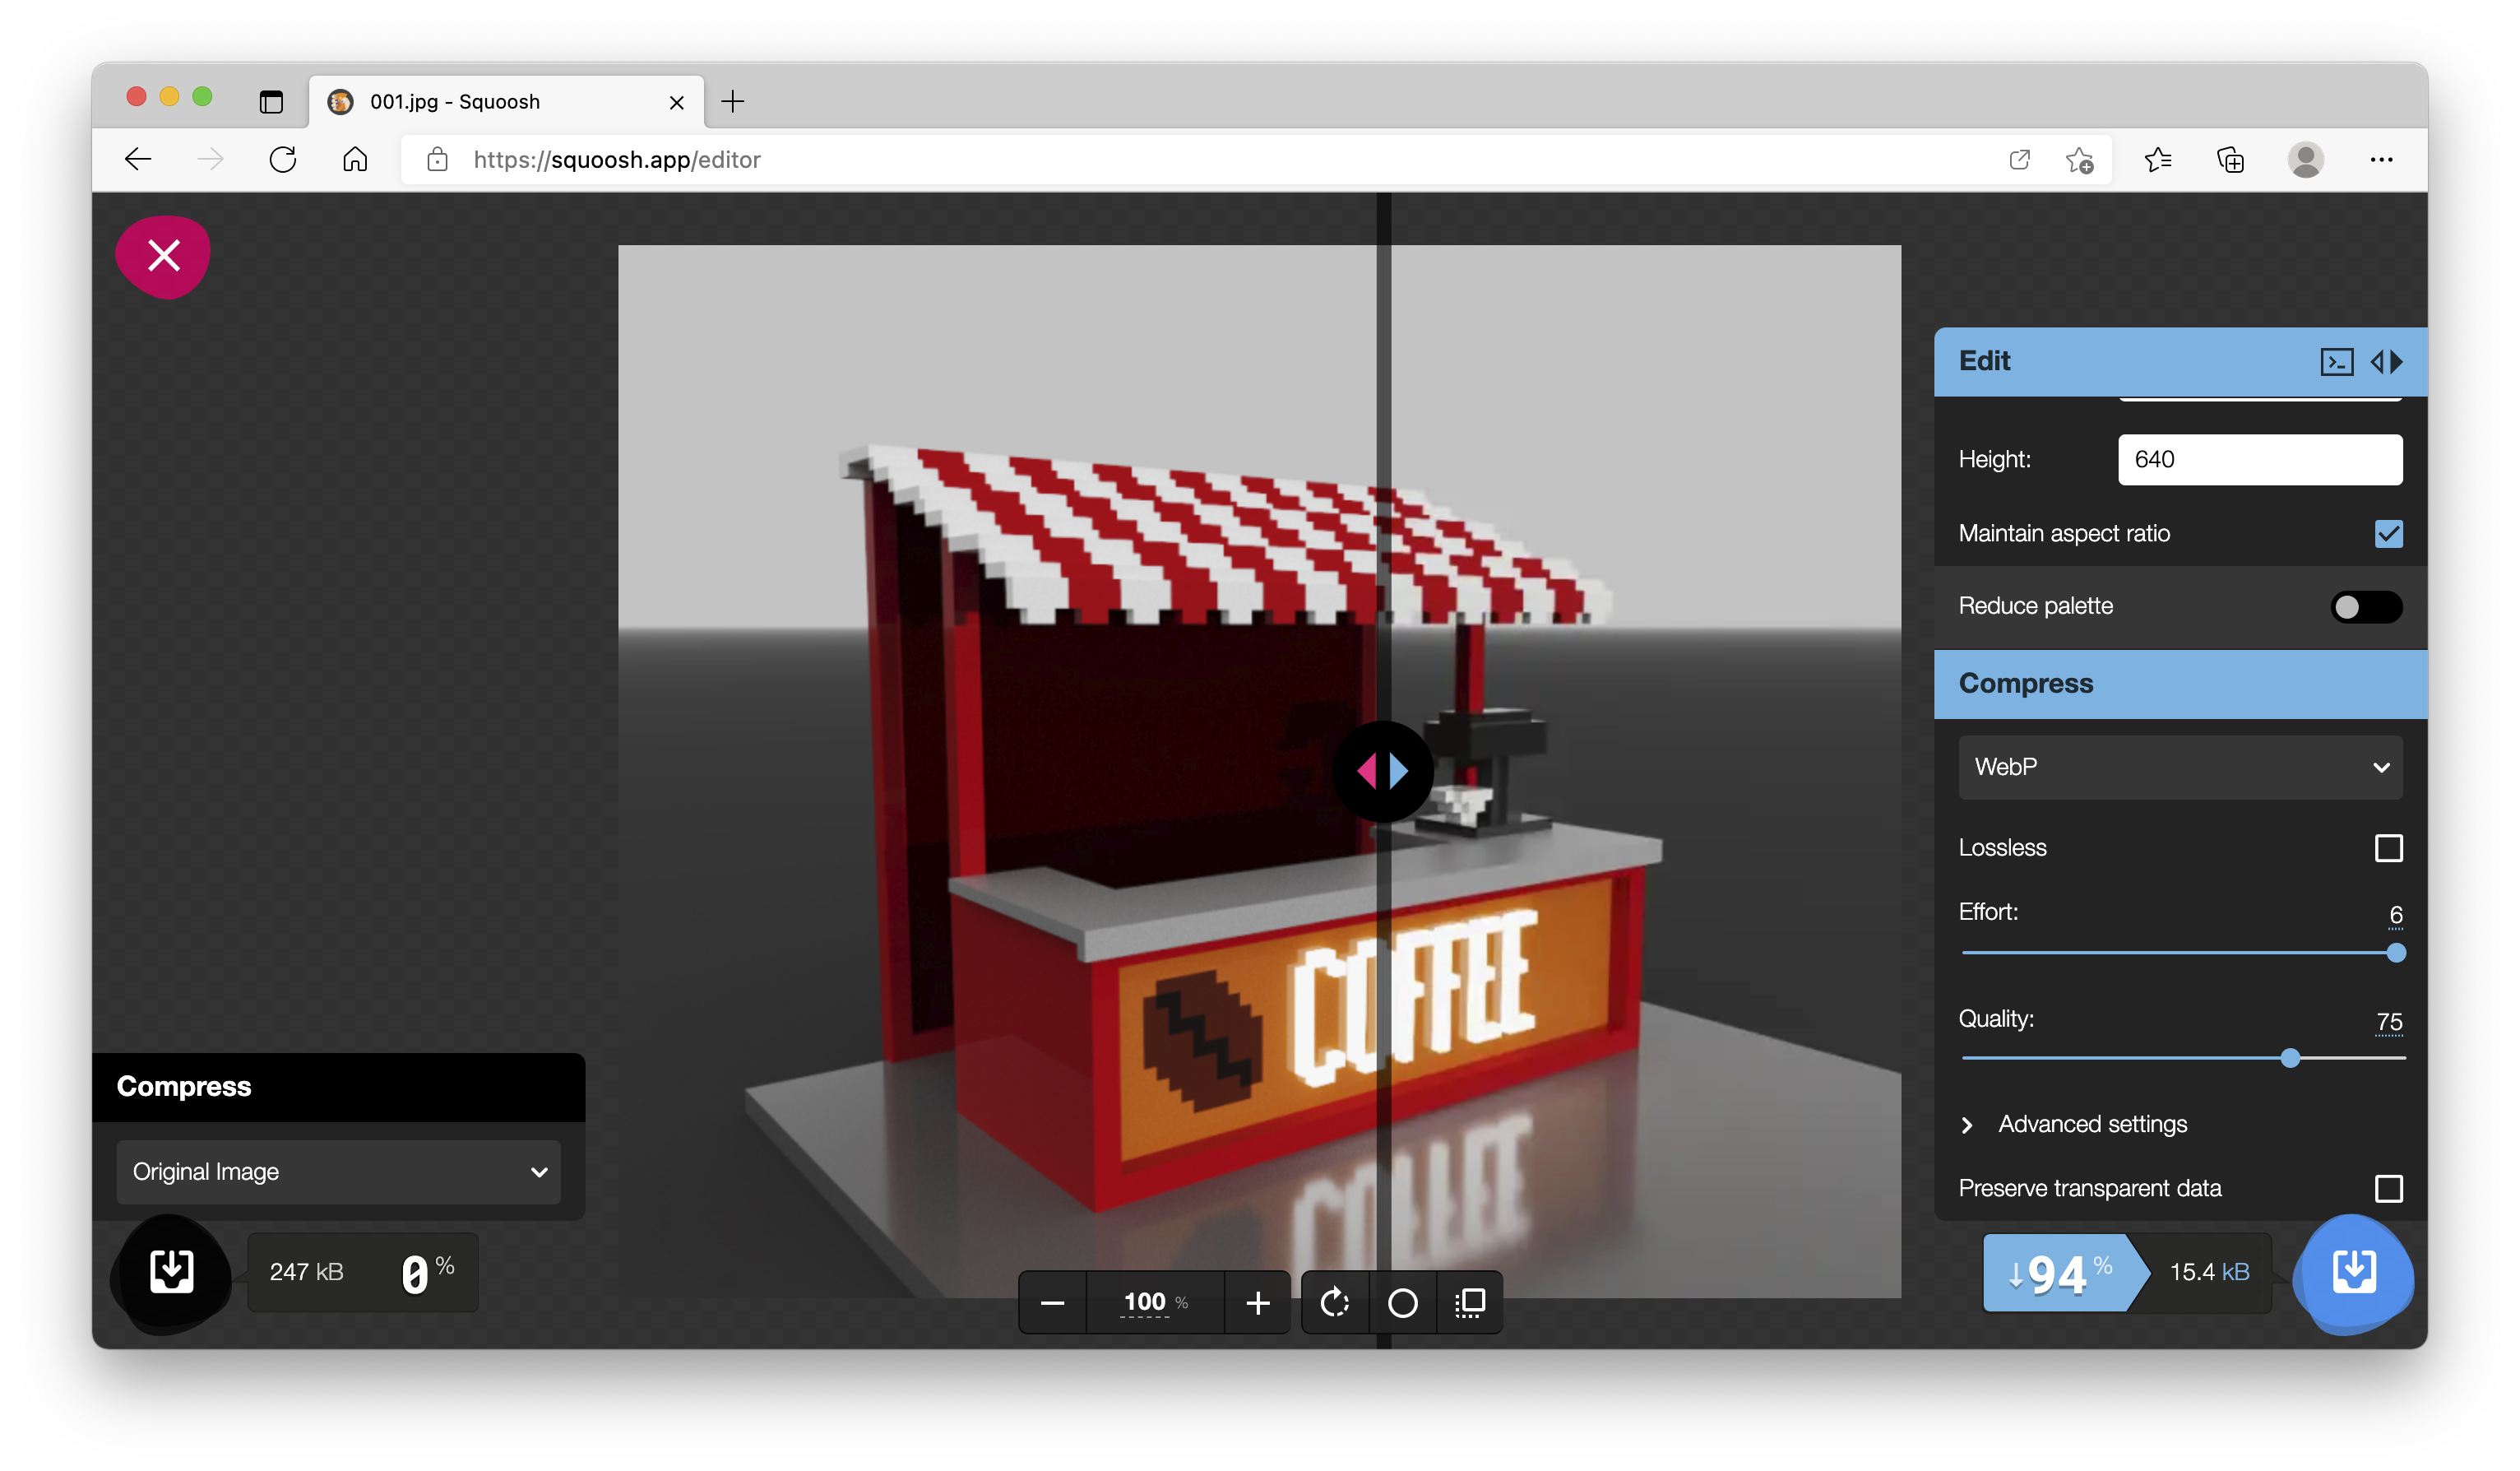 001.jpg - Squoosh
https://squoosh.app/editor
Edit
Height:
640
Maintain aspect ratio
Reduce palette
Compress
WebP
Lossless
Effort:
6
Quality:
75
Advanced settings
Preserve transparent data
COFFEE
Compress
Original Image
247 kB
0 %
100 %
↓94 %
15.4 kB